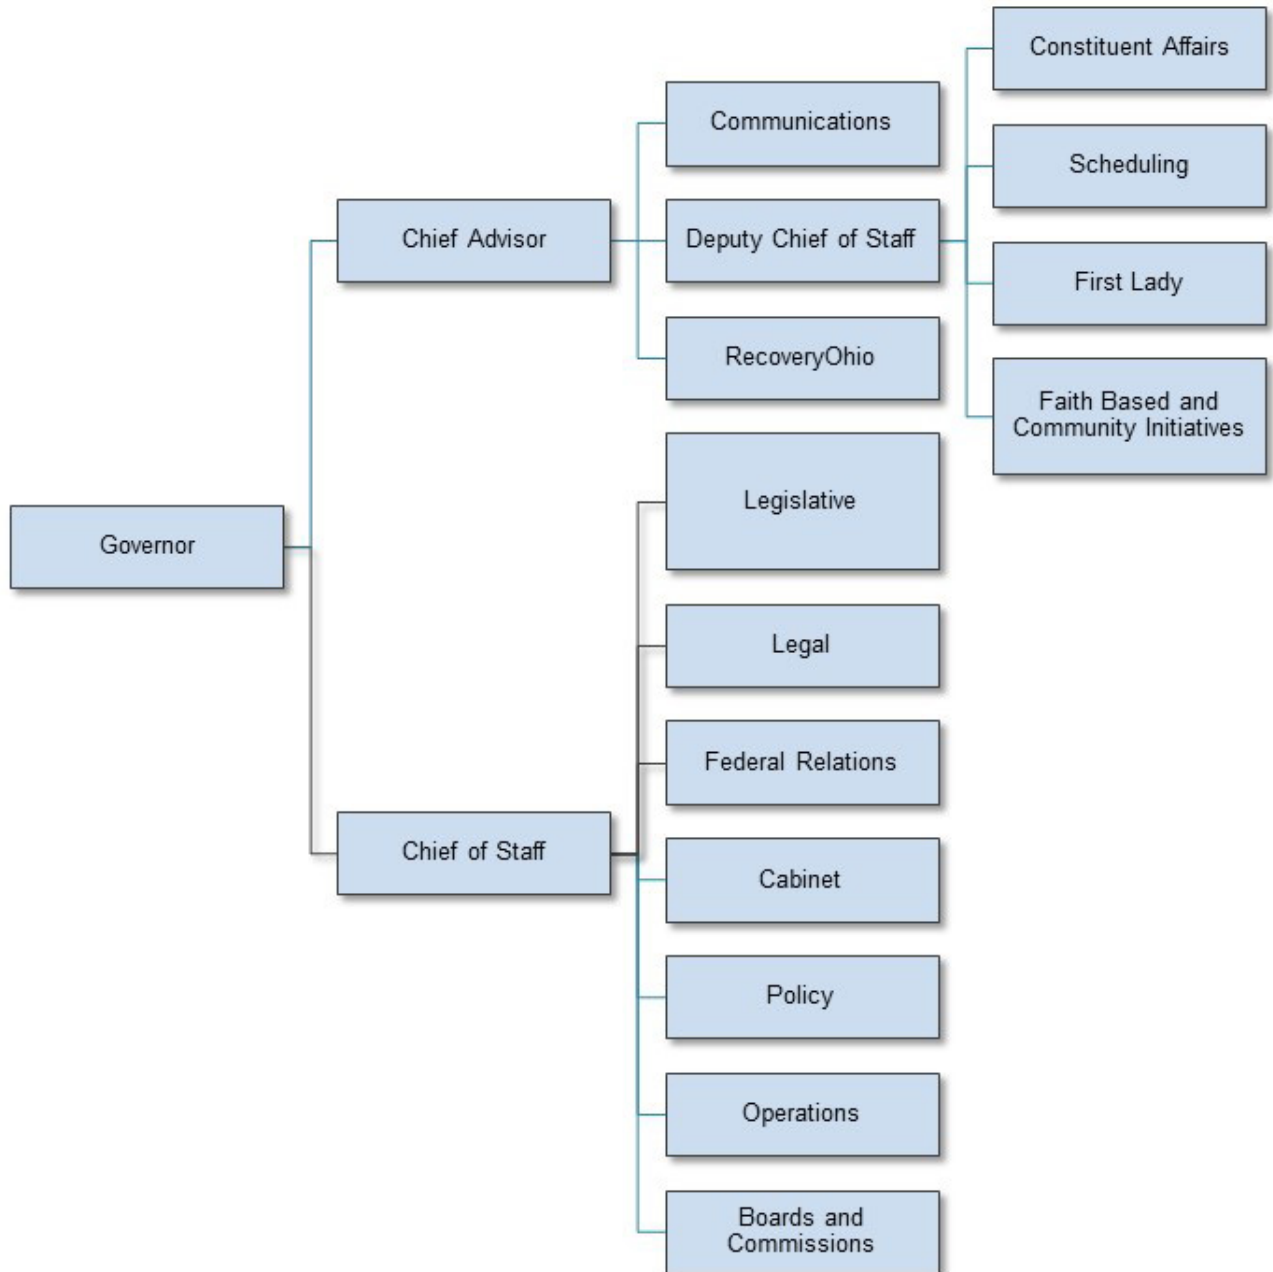 Governor
Chief Advisor
Communications
Deputy Chief of Staff
Constituent Affairs
Scheduling
First Lady
Faith Based and
Community Initiatives
RecoveryOhio
Chief of Staff
Legislative
Legal
Federal Relations
Cabinet
Policy
Operations
Boards and
Commissions